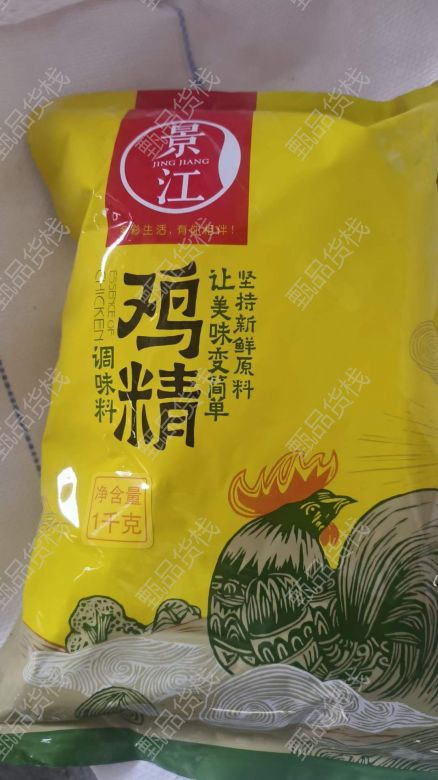 景江
JING JIANG
多彩生活，有你相伴！
坚持新鲜原料
让美味变简单
鸡精
ESSENCE OF
CHICKEN
调味料
净含量
1千克
甄品货栈